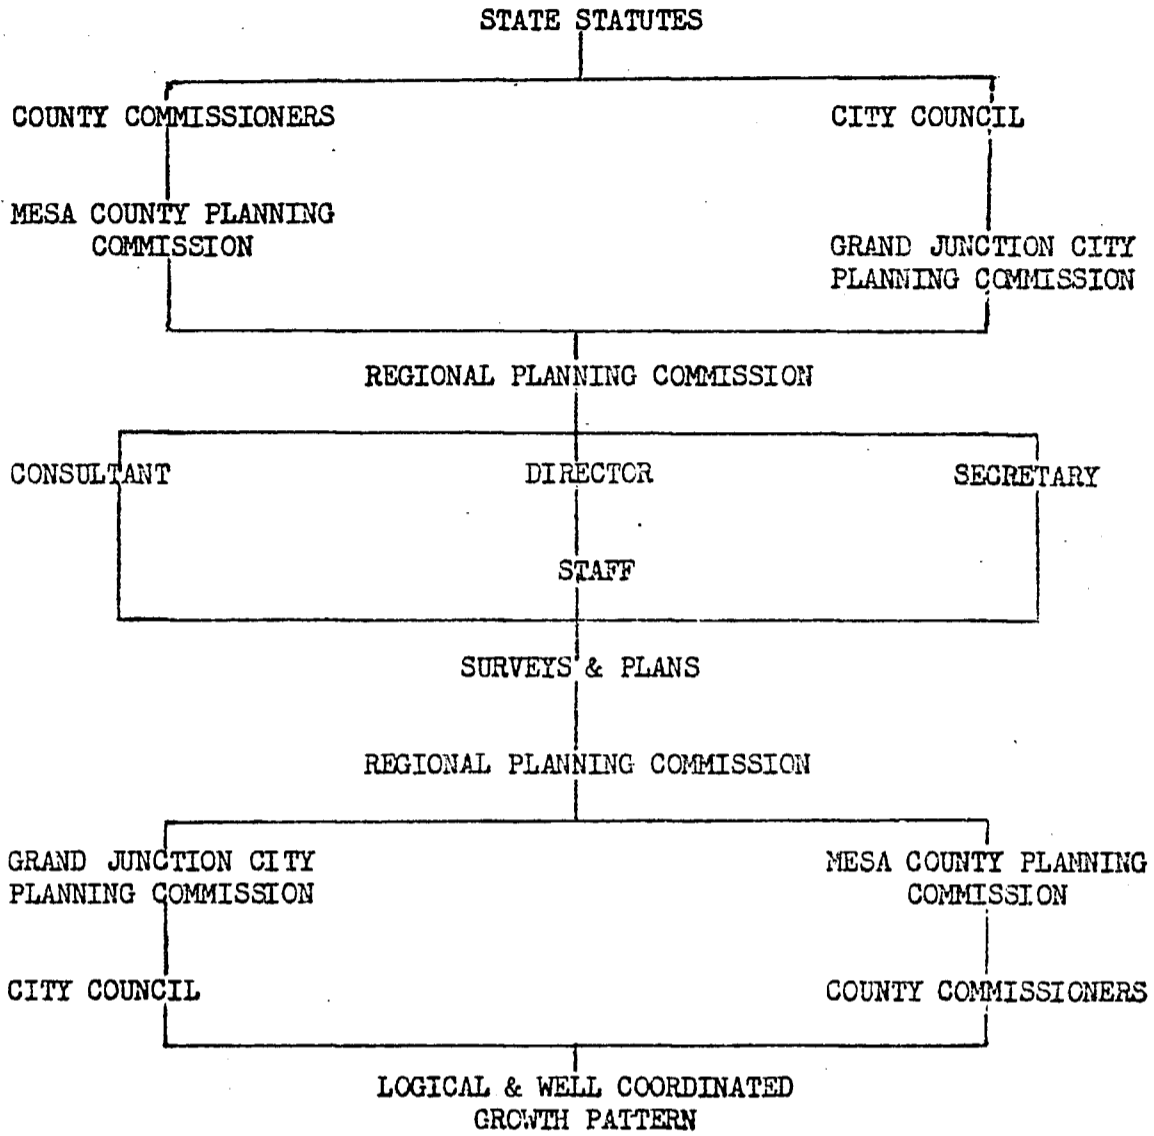 STATE STATUTES
COUNTY COMMISSIONERS
CITY COUNCIL
MESA COUNTY PLANNING
COMMISSION
GRAND JUNCTION CITY
PLANNING COMMISSION
REGIONAL PLANNING COMMISSION
CONSULTANT
DIRECTOR
SECRETARY
STAFF
SURVEYS & PLANS
REGIONAL PLANNING COMMISSION
GRAND JUNCTION CITY
PLANNING COMMISSION
MESA COUNTY PLANNING
COMMISSION
CITY COUNCIL
COUNTY COMMISSIONERS
LOGICAL & WELL COORDINATED
GROWTH PATTERN